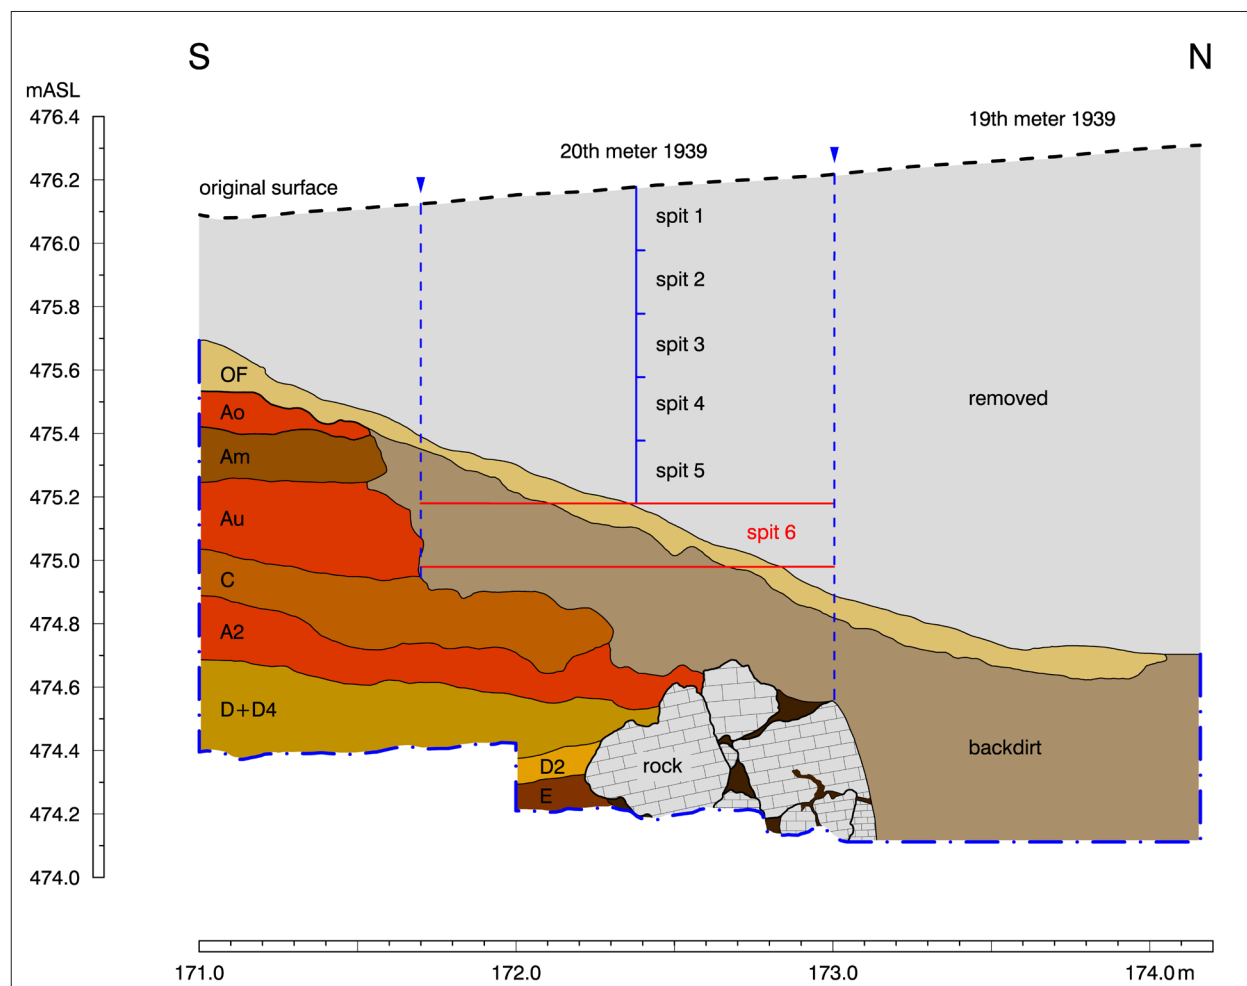 S
N
mASL
476.4
19th meter 1939
20th meter 1939
476.2
original surface
spit 1
476.0
spit 2
475.8
spit 3
475.6
OF
removed
spit 4
Ao
475.4
Am
spit 5
475.2
Au
spit 6
475.0
C
474.8
A2
474.6
D+D4
backdirt
474.4
D2
rock
E
474.2
474.0
171.0
172.0
173.0
174.0 m